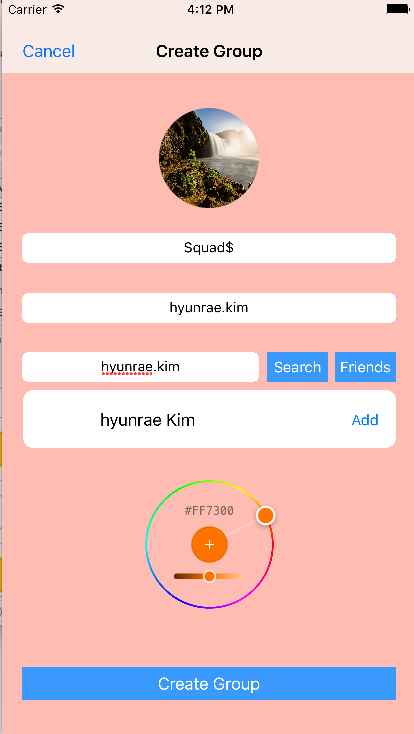 Carrier 4:12 PM
Cancel Create Group
Squad$
hyunrae.kim
hyunrae.kim Search Friends
hyunrae Kim Add
#FF7300
+
Create Group